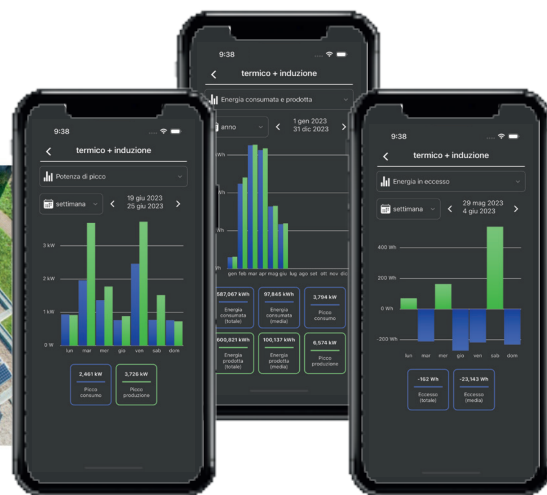 9:38
termico + induzione
Potenza di picco
settimana
19 giu 2023
25 giu 2023
3 kW
2 kW
1 kW
0 W
lun mar mer gio ven sab dom
2,461 kW
Picco
consumo
3,726 kW
Picco
produzione
9:38
termico + induzione
Energia consumata e prodotta
anno
1 gen 2023
31 dic 2023
gen feb mar apr mag giu lug ago set ott nov dic
587,067 kWh
Energia
consumata
(totale)
97,845 kWh
Energia
consumata
(media)
3,794 kW
Picco
consumo
600,821 kWh
Energia
prodotta
(totale)
100,137 kWh
Energia
prodotta
(media)
6,574 kW
Picco
produzione
9:38
termico + induzione
Energia in eccesso
settimana
29 mag 2023
4 giu 2023
400 Wh
200 Wh
0 Wh
-200 Wh
lun mar mer gio ven sab dom
-162 Wh
Eccesso
(totale)
-23,143 Wh
Eccesso
(media)